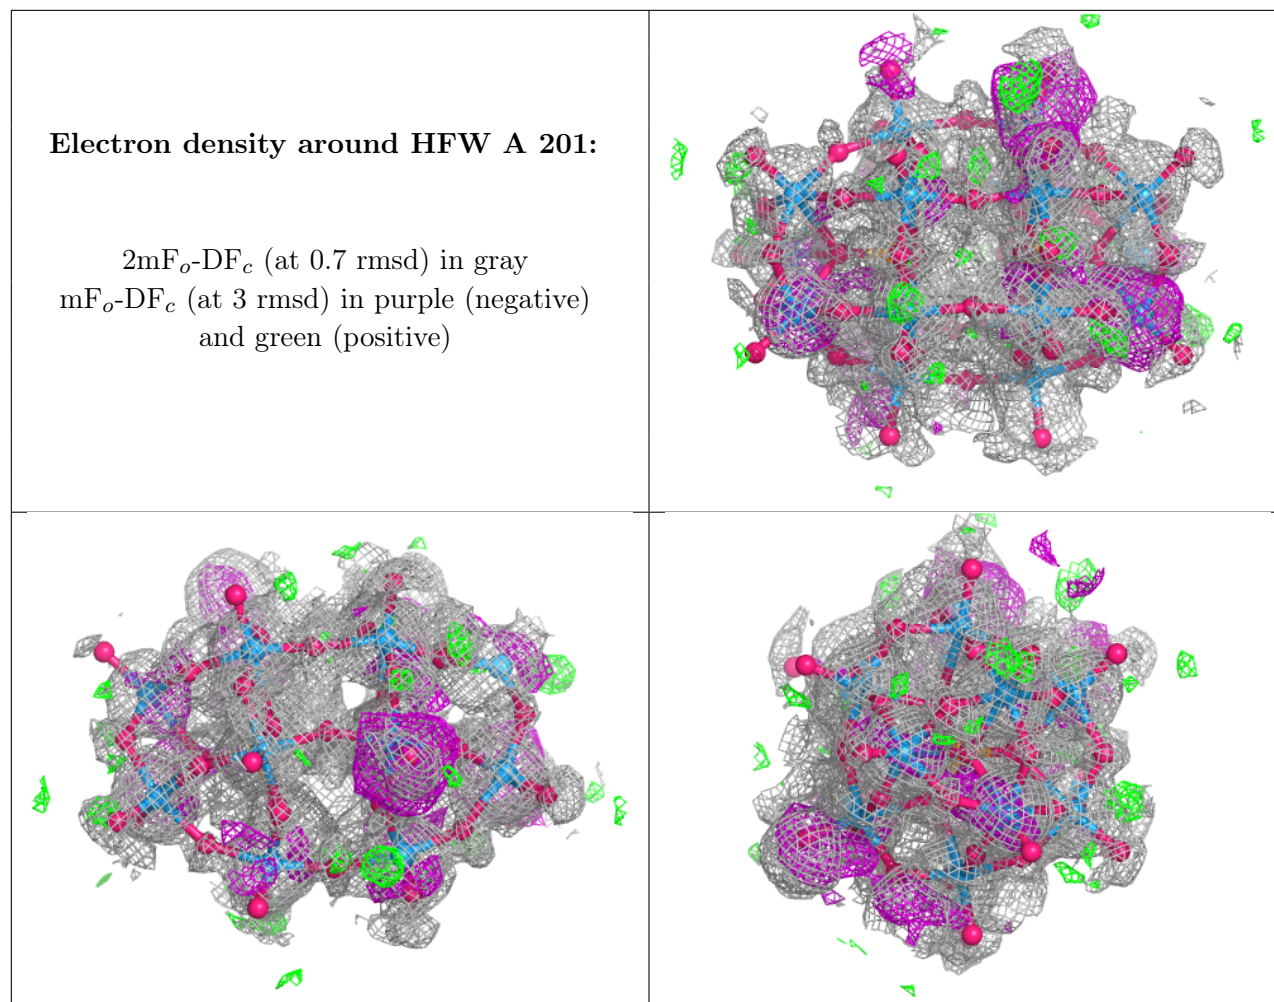 Electron density around HFW A 201:
2mFo-DFc (at 0.7 rmsd) in gray
mFo-DFc (at 3 rmsd) in purple (negative)
and green (positive)